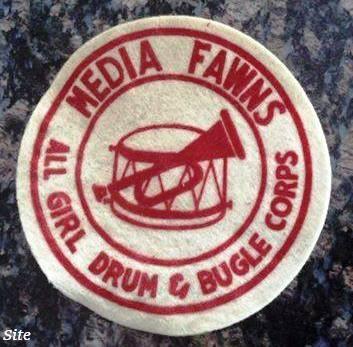 MEDIA FAWNS
ALL GIRL DRUM & BUGLE CORPS
Site